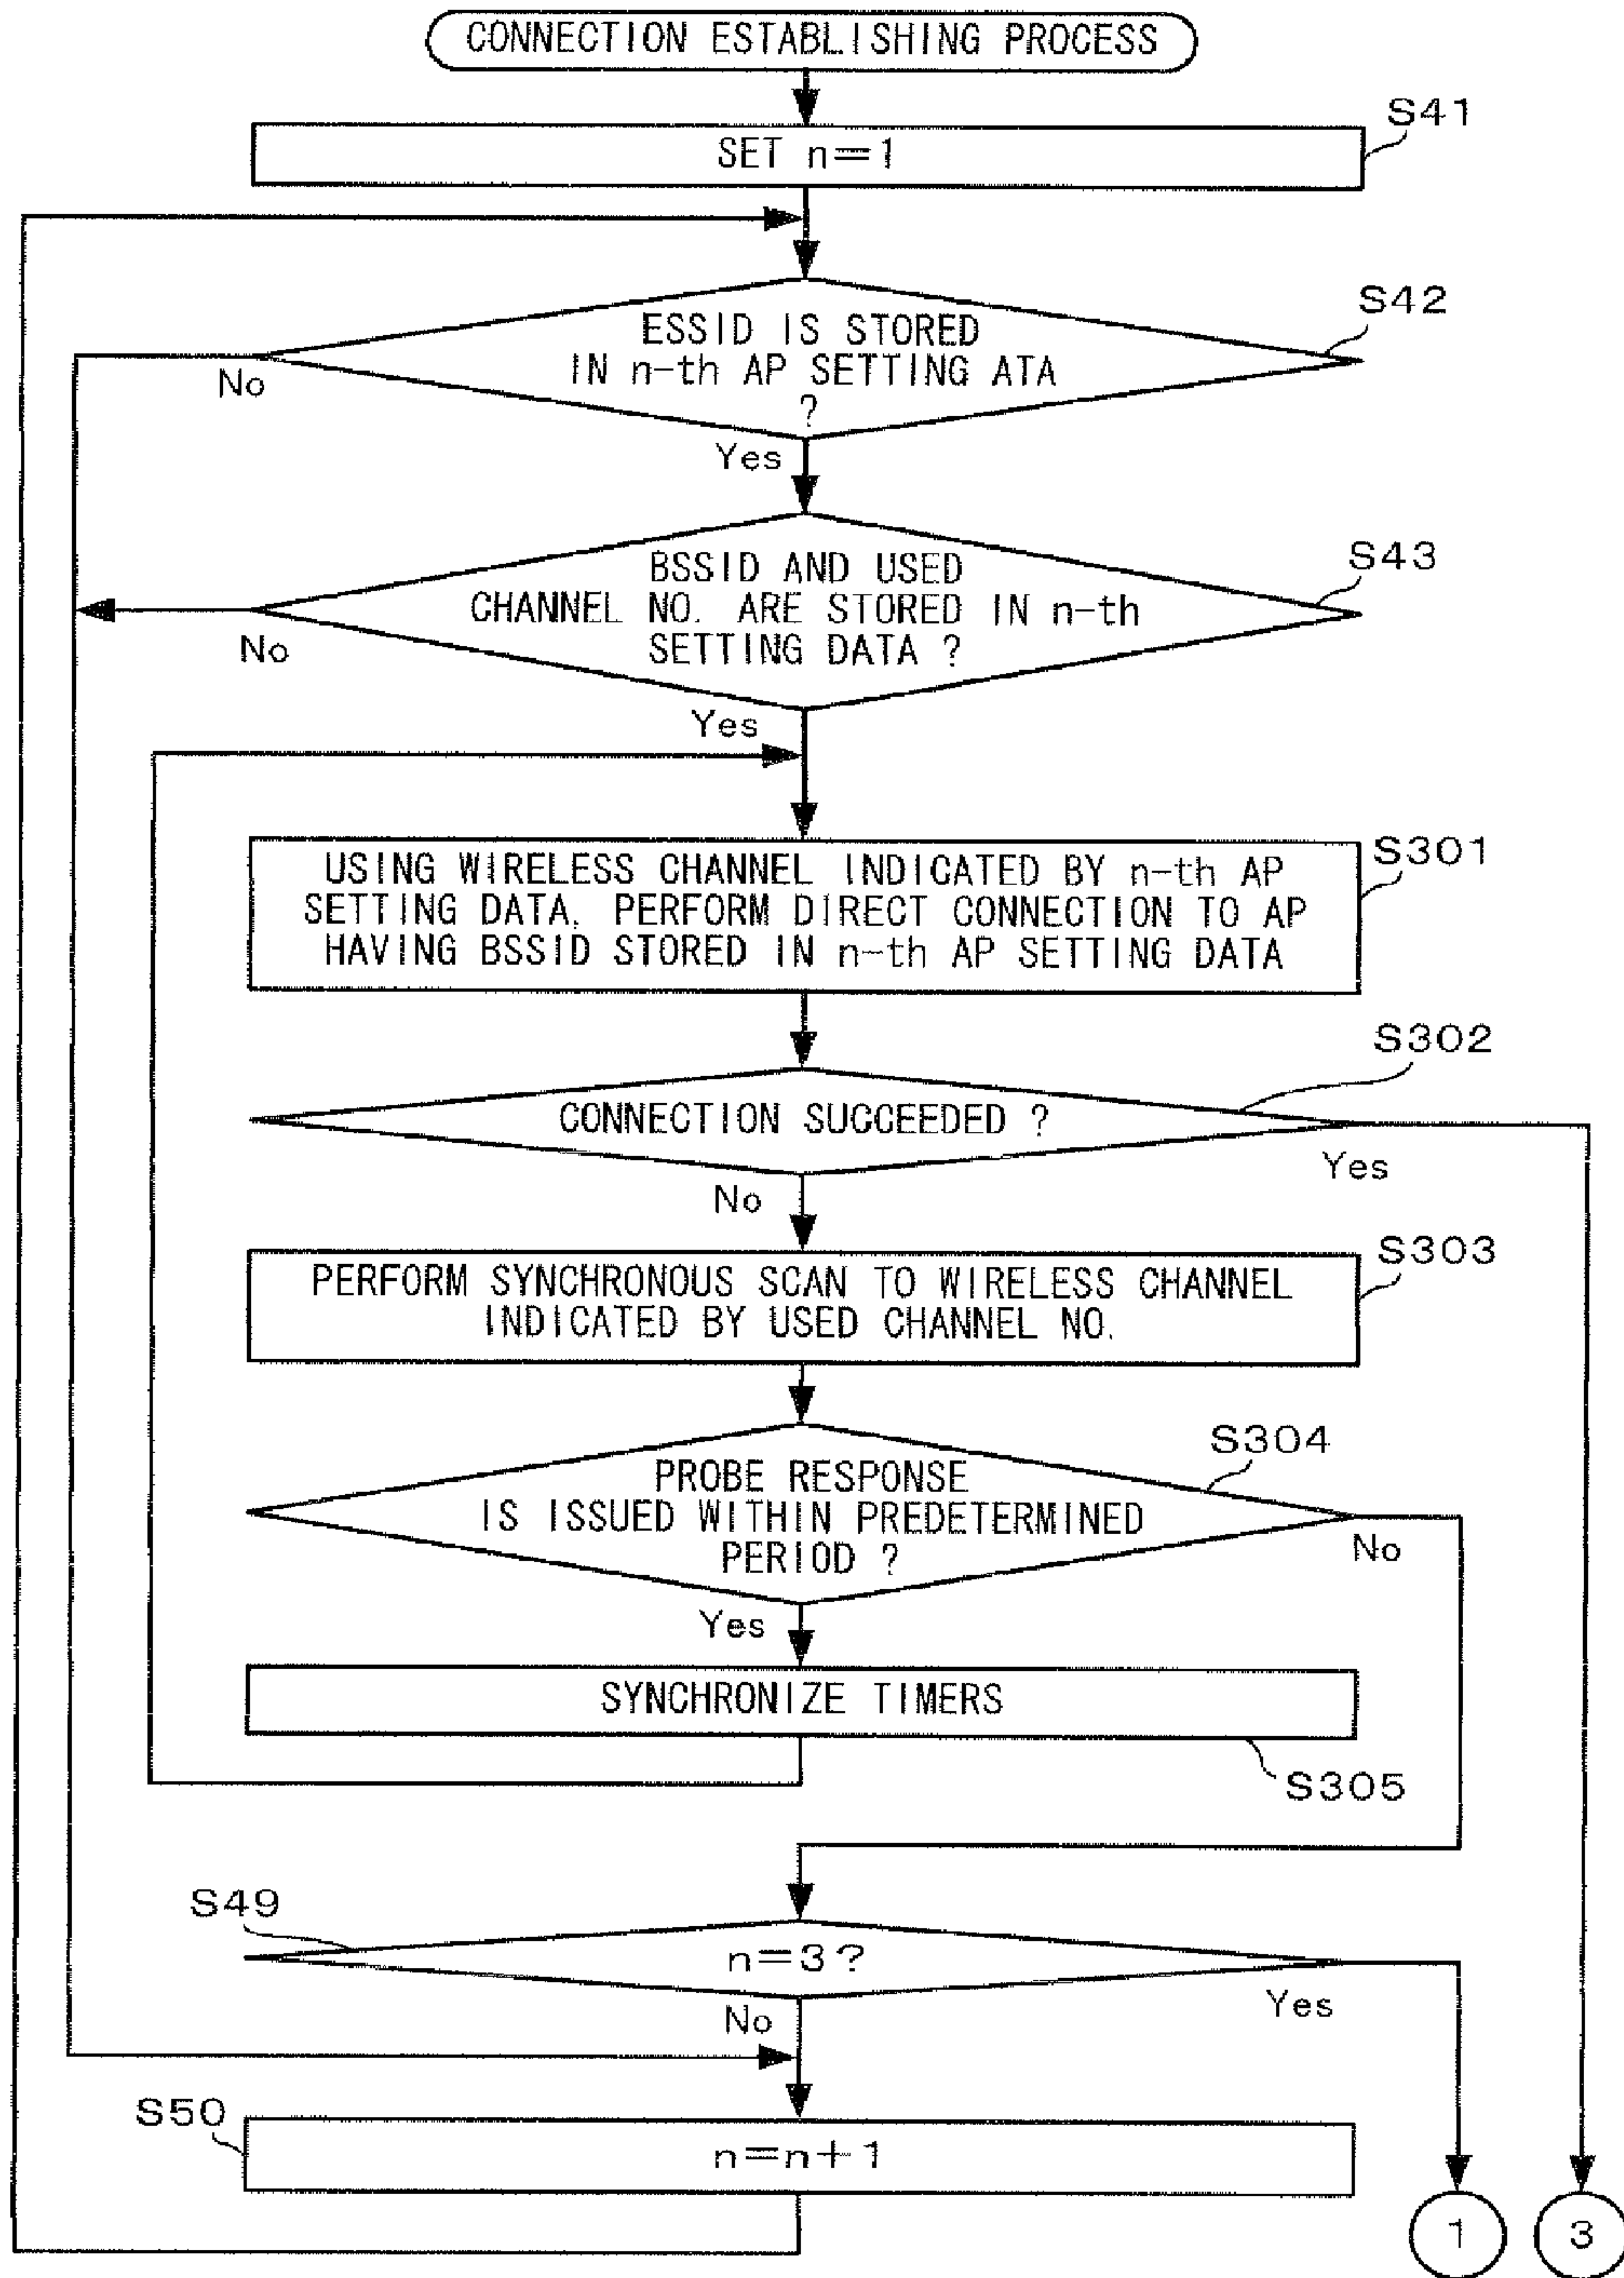 CONNECTION ESTABLISHING PROCESS
S41
SET n=1
S42
ESSID IS STORED
IN n-th AP SETTING ATA
?
No
Yes
S43
BSSID AND USED
CHANNEL NO. ARE STORED IN n-th
SETTING DATA ?
No
Yes
S301
USING WIRELESS CHANNEL INDICATED BY n-th AP
SETTING DATA, PERFORM DIRECT CONNECTION TO AP
HAVING BSSID STORED IN n-th AP SETTING DATA
S302
CONNECTION SUCCEEDED ?
Yes
No
S303
PERFORM SYNCHRONOUS SCAN TO WIRELESS CHANNEL
INDICATED BY USED CHANNEL NO.
S304
PROBE RESPONSE
IS ISSUED WITHIN PREDETERMINED
PERIOD ?
No
Yes
SYNCHRONIZE TIMERS
S305
S49
n=3?
Yes
No
S50
n=n+1
1
3